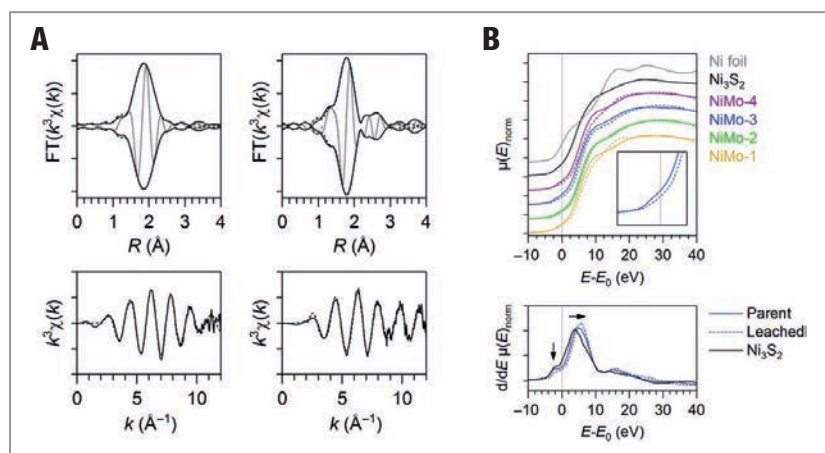 A
FT(k³χ(k))
0 1 2 3 4
R (Å)
FT(k³χ(k))
0 1 2 3 4
R (Å)
k³χ(k)
0 5 10
k (Å⁻¹)
k³χ(k)
0 5 10
k (Å⁻¹)
B
μ(E)norm
Ni foil
Ni₃S₂
NiMo-4
NiMo-3
NiMo-2
NiMo-1
−10 0 10 20 30 40
E-E₀ (eV)
d/dE μ(E)norm
Parent
Leached
Ni₃S₂
−10 0 10 20 30 40
E-E₀ (eV)